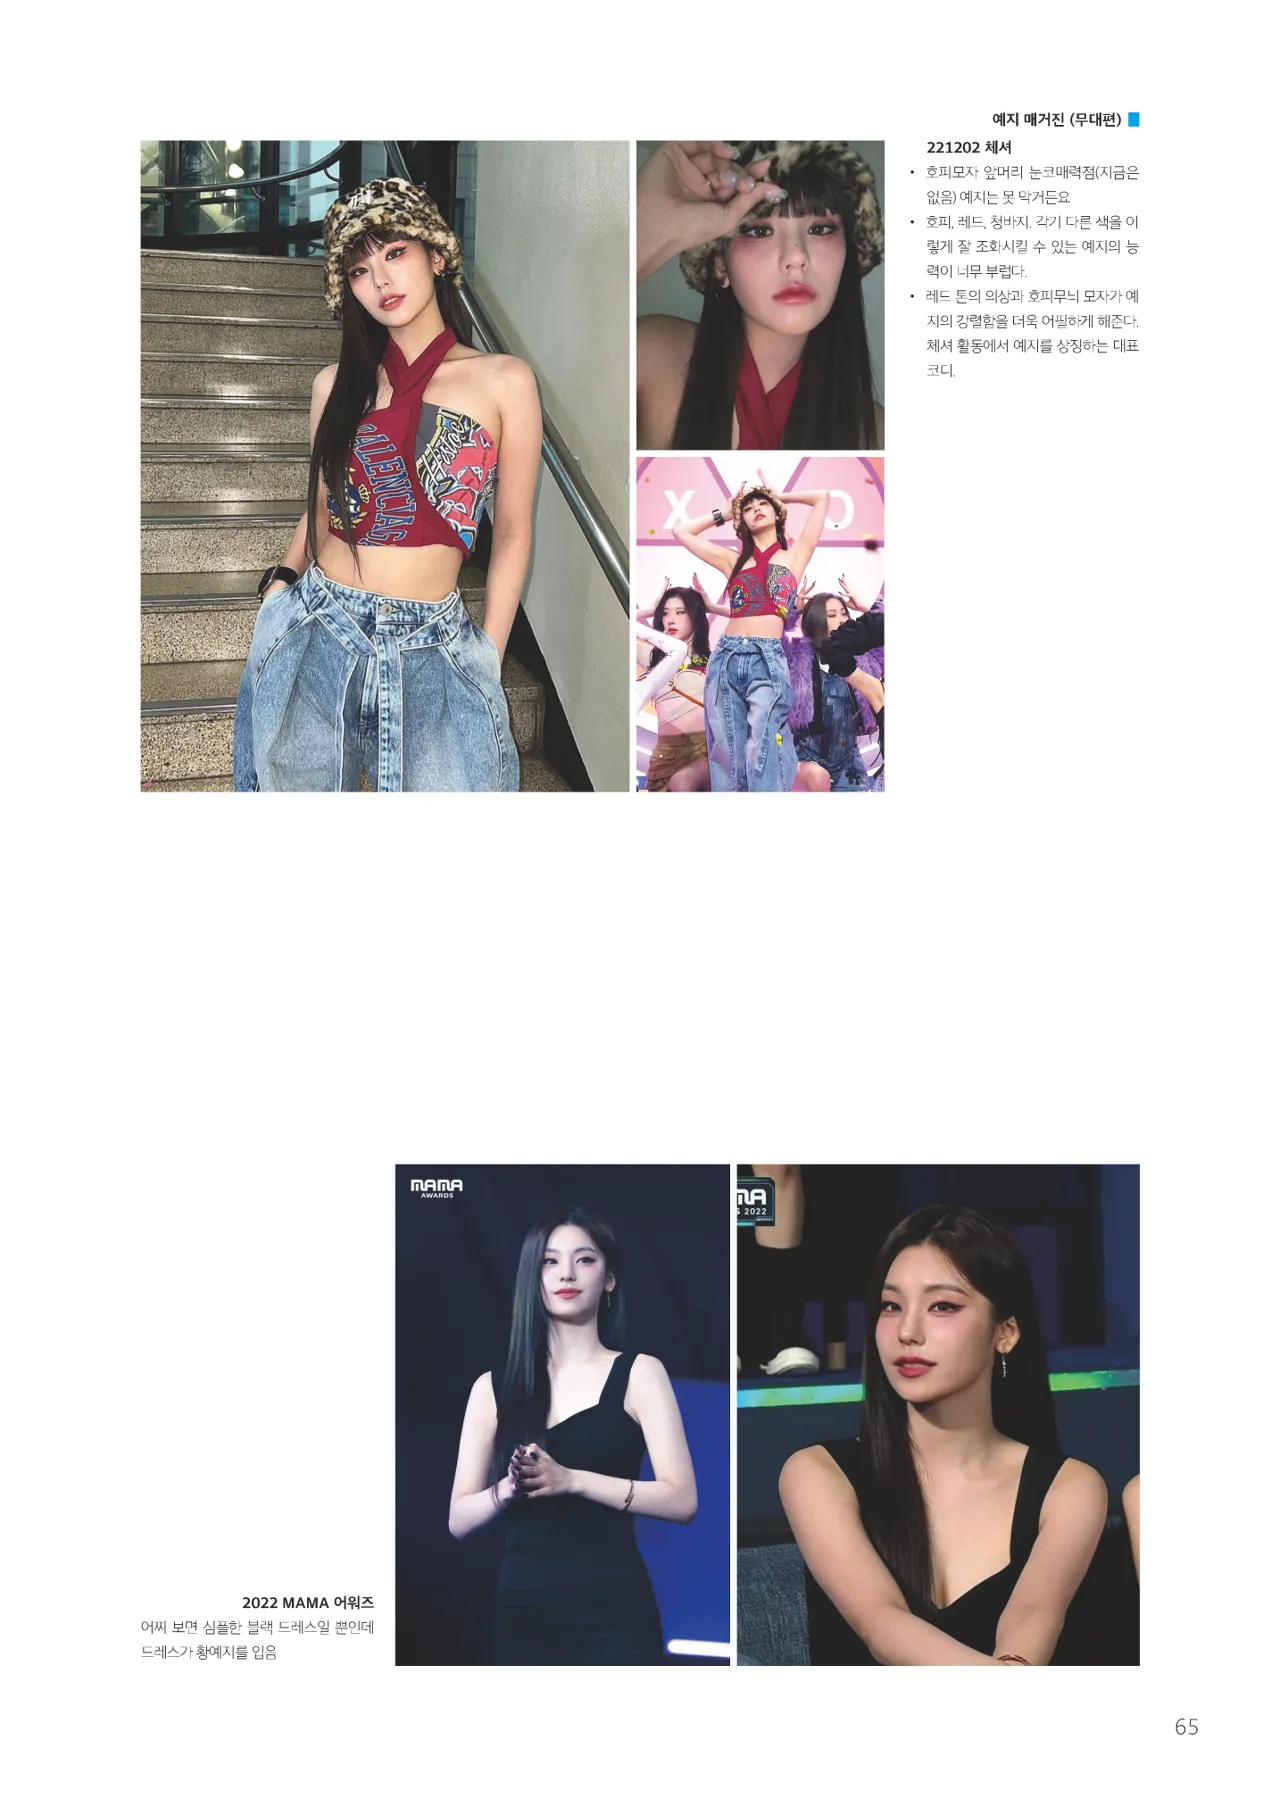 예지 매거진 (무대편)
221202 체셔
• 호피모자 앞머리 눈코매력점(지금은
없음) 예지는 못 막거든요
• 호피, 레드, 청바지. 각기 다른 색을 이
렇게 잘 조화시킬 수 있는 예지의 능
력이 너무 부럽다.
• 레드 톤의 의상과 호피무늬 모자가 예
지의 강렬함을 더욱 어필하게 해준다.
체셔 활동에서 예지를 상징하는 대표
코디.
BALENCIAGA
X O
MAMA
AWARDS
MA
S 2022
2022 MAMA 어워즈
어찌 보면 심플한 블랙 드레스일 뿐인데
드레스가 황예지를 입음
65